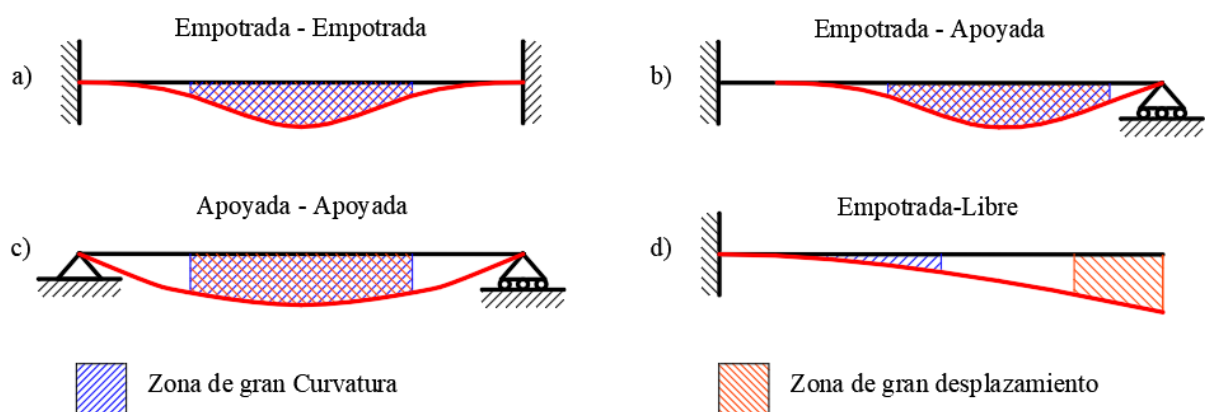 Empotrada - Empotrada
a)
Empotrada - Apoyada
b)
Apoyada - Apoyada
c)
Empotrada-Libre
d)
Zona de gran Curvatura
Zona de gran desplazamiento